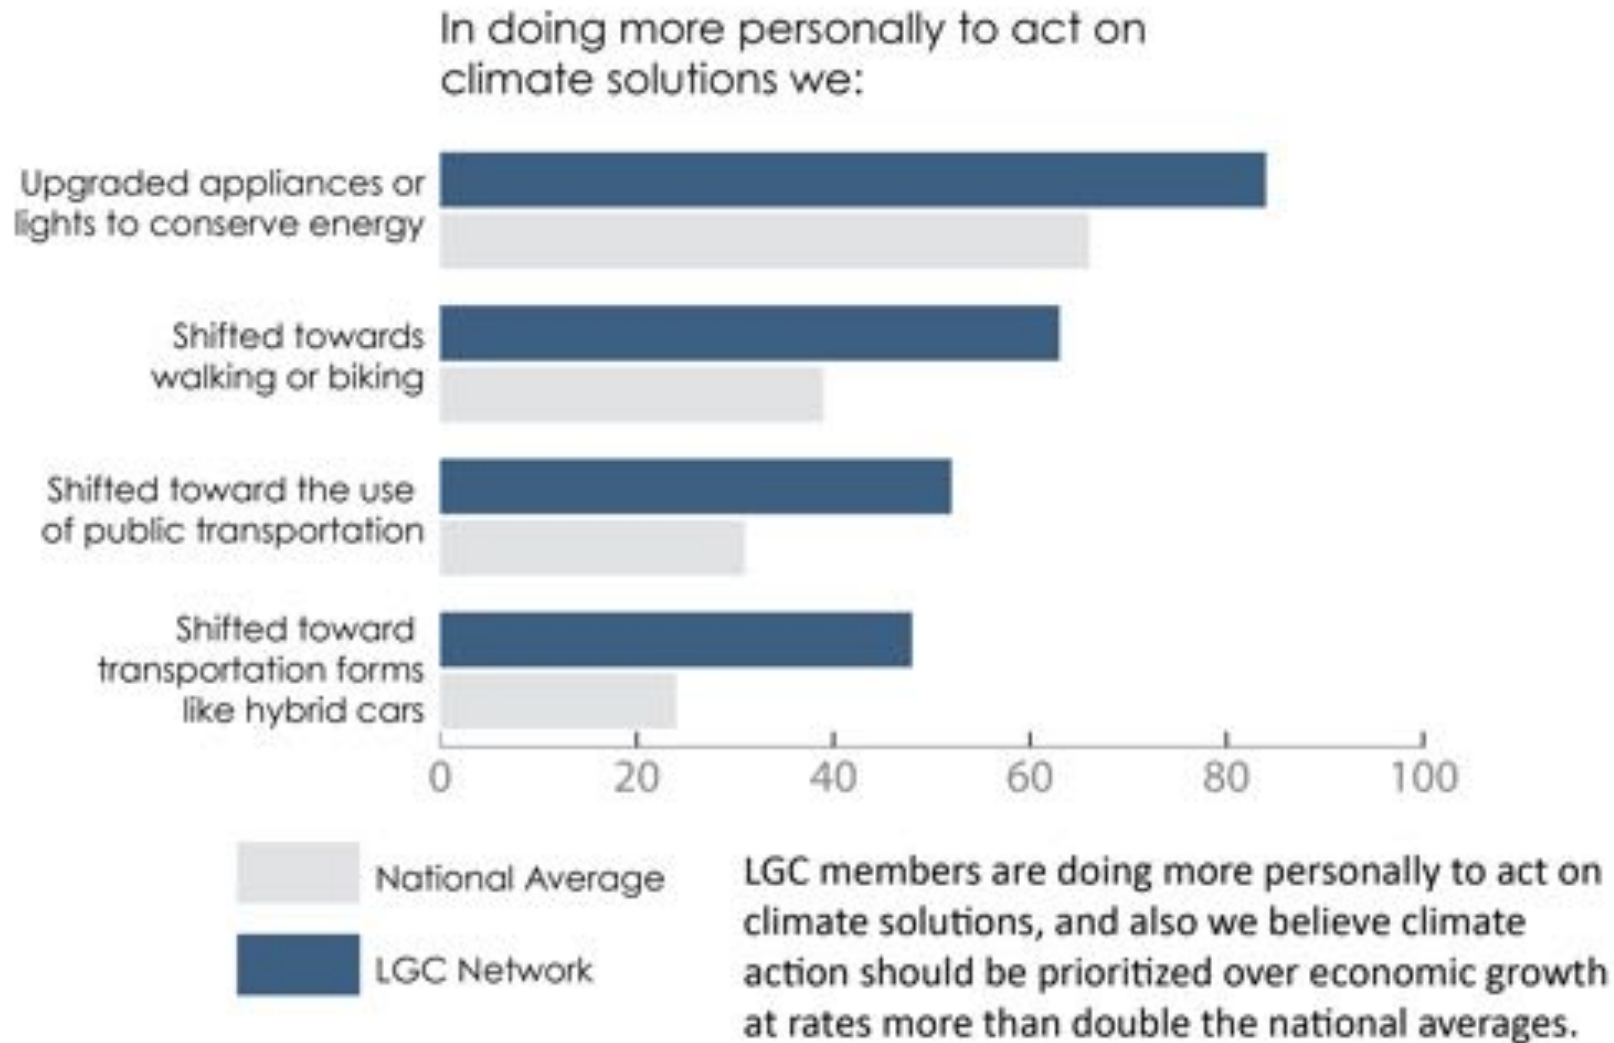 In doing more personally to act on
climate solutions we:
Upgraded appliances or
lights to conserve energy
Shifted towards
walking or biking
Shifted toward the use
of public transportation
Shifted toward
transportation forms
like hybrid cars
0 20 40 60 80 100
National Average
LGC Network
LGC members are doing more personally to act on
climate solutions, and also we believe climate
action should be prioritized over economic growth
at rates more than double the national averages.